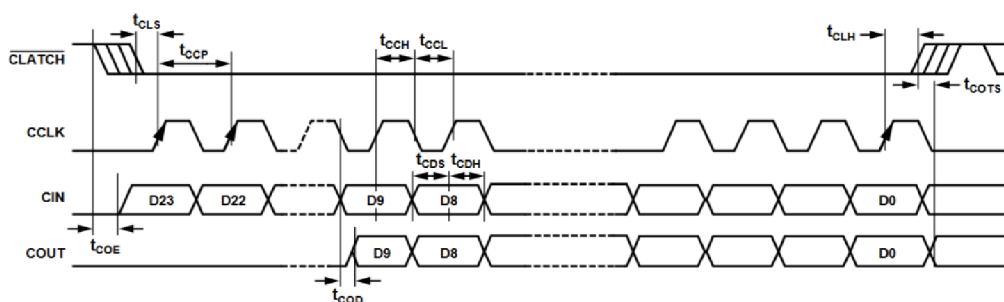 tCLS
tCCP
tCCH
tCCL
tCLH
CLATCH
tCOTS
CCLK
tCDS
tCDH
CIN
D23
D22
D9
D8
D0
tCOE
COUT
D9
D8
D0
tCOD